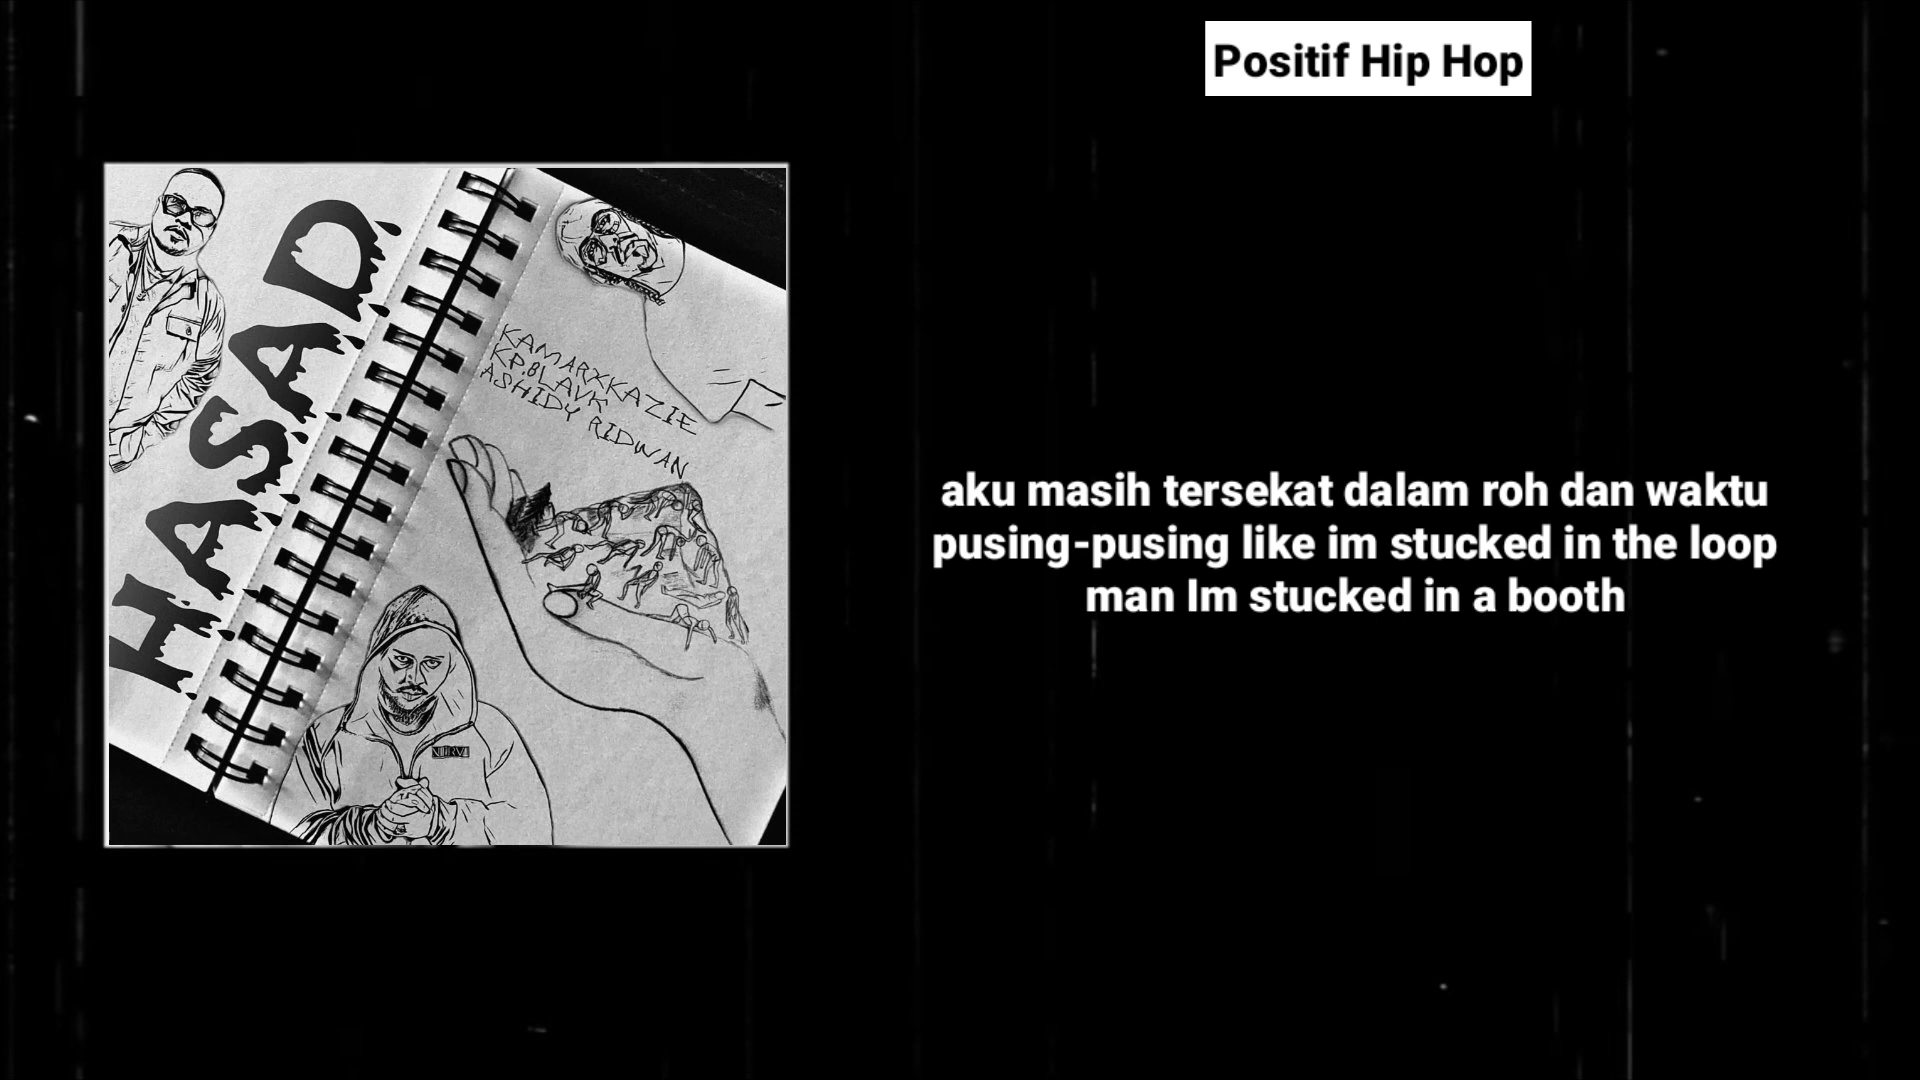 Positif Hip Hop
HASAD
KAMARXKAZIE
KP.BLAVK
ASHIDY RIDWAN
aku masih tersekat dalam roh dan waktu
pusing-pusing like im stucked in the loop
man Im stucked in a booth